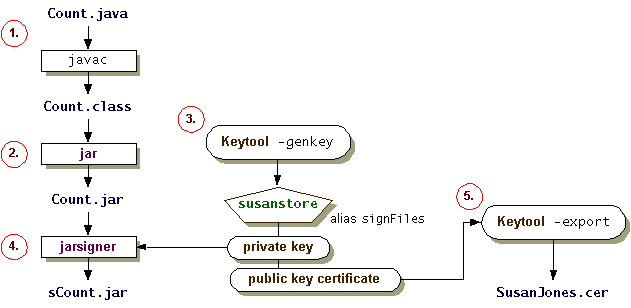 Count.java
1.
javac
Count.class
2.
jar
Count.jar
4.
jarsigner
sCount.jar
3.
Keytool -genkey
susanstore
alias signFiles
private key
public key certificate
5.
Keytool -export
SusanJones.cer